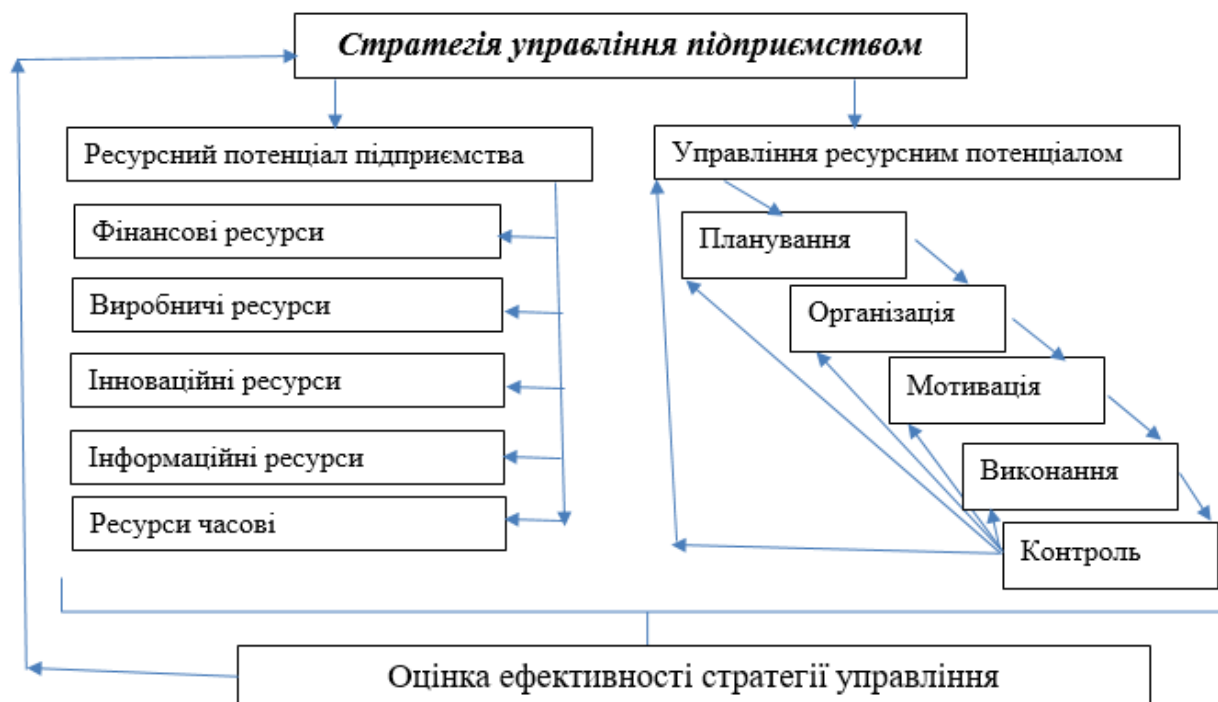 Стратегія управління підприємством
Ресурсний потенціал підприємства
Управління ресурсним потенціалом
Фінансові ресурси
Виробничі ресурси
Інноваційні ресурси
Інформаційні ресурси
Ресурси часові
Планування
Організація
Мотивація
Виконання
Контроль
Оцінка ефективності стратегії управління